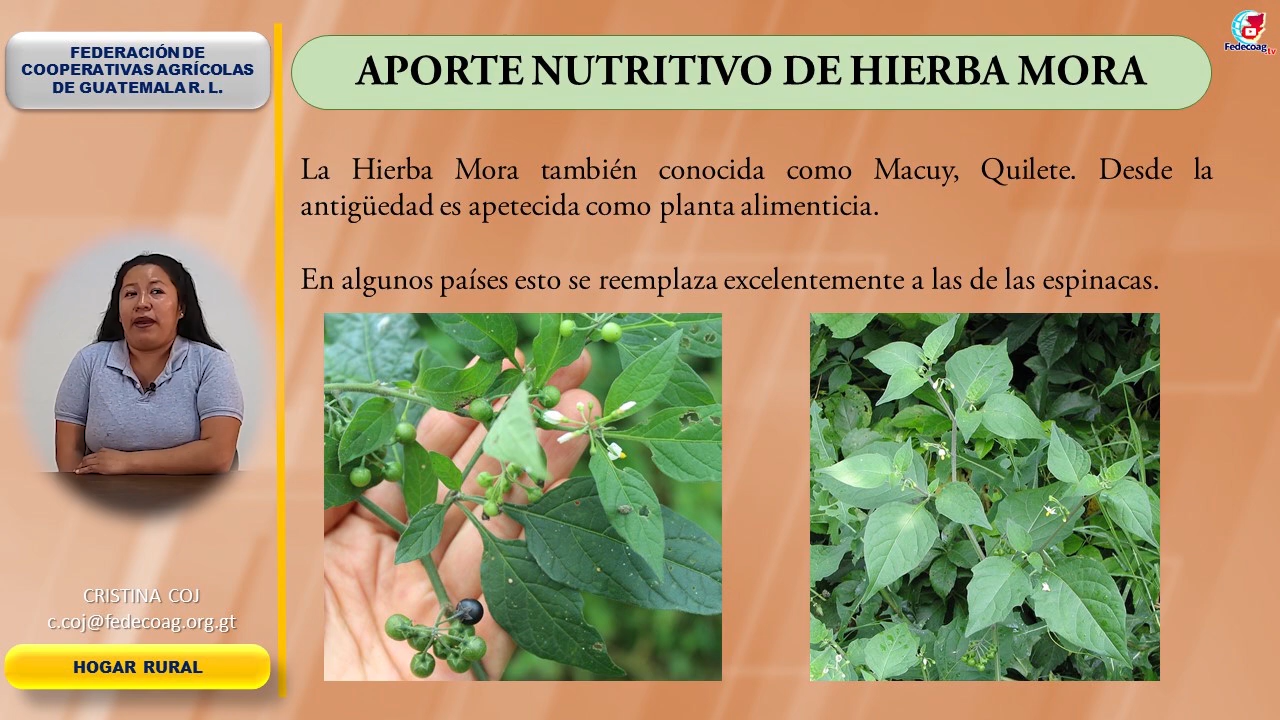 FEDERACIÓN DE
COOPERATIVAS AGRÍCOLAS
DE GUATEMALA R. L.
APORTE NUTRITIVO DE HIERBA MORA
Fedecoag tv
La Hierba Mora también conocida como Macuy, Quilete. Desde la
antigüedad es apetecida como planta alimenticia.
En algunos países esto se reemplaza excelentemente a las de las espinacas.
CRISTINA COJ
c.coj@fedecoag.org.gt
HOGAR RURAL